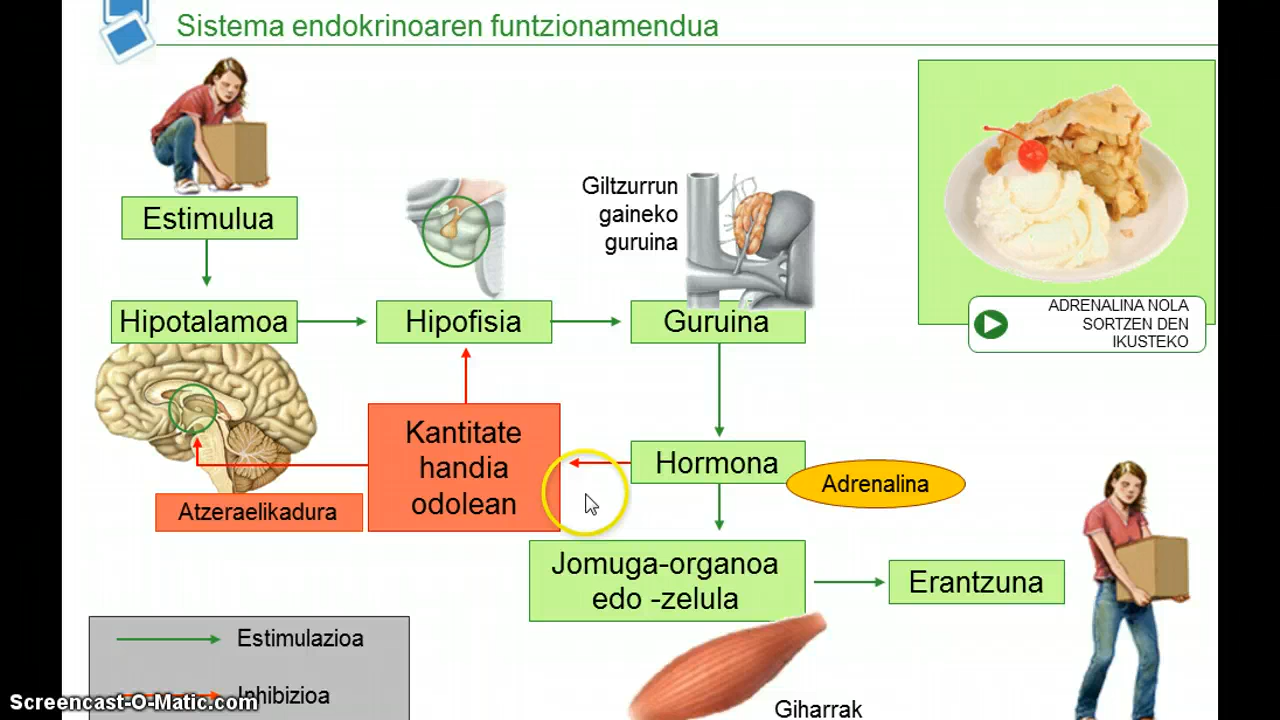 Sistema endokrinoaren funtzionamendua
Estimulua
Giltzurrun
gaineko
guruina
Hipotalamoa
Hipofisia
Guruina
ADRENALINA NOLA
SORTZEN DEN
IKUSTEKO
Kantitate
handia
odolean
Hormona
Adrenalina
Atzeraelikadura
Jomuga-organoa
edo -zelula
Erantzuna
Estimulazioa
Inhibizioa
Giharrak
Screencast-O-Matic.com